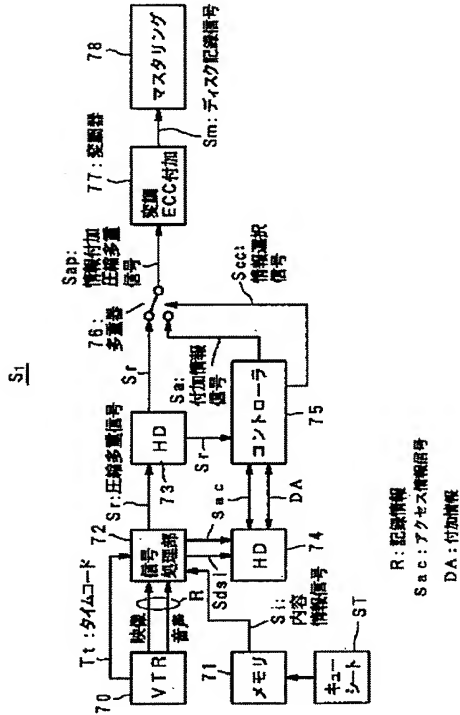 S1
70
VTR
Tt:タイムコード
映像
音声
R
72
信号
処理部
Sr:圧縮多重信号
HD
73
Sr
Sr
76:
多重器
Sap:
情報付加
圧縮多重
信号
77:変調器
変調
ECC付加
Sm:ディスク記録信号
78
マスタリング
71
メモリ
Si:
内容
情報信号
キュー
シート
ST
Sdsi
Sac
HD
74
DA
コントローラ
75
Sa:
付加情報
信号
Scc:
情報選択
信号
R:記録情報
Sac:アクセス情報信号
DA:付加情報